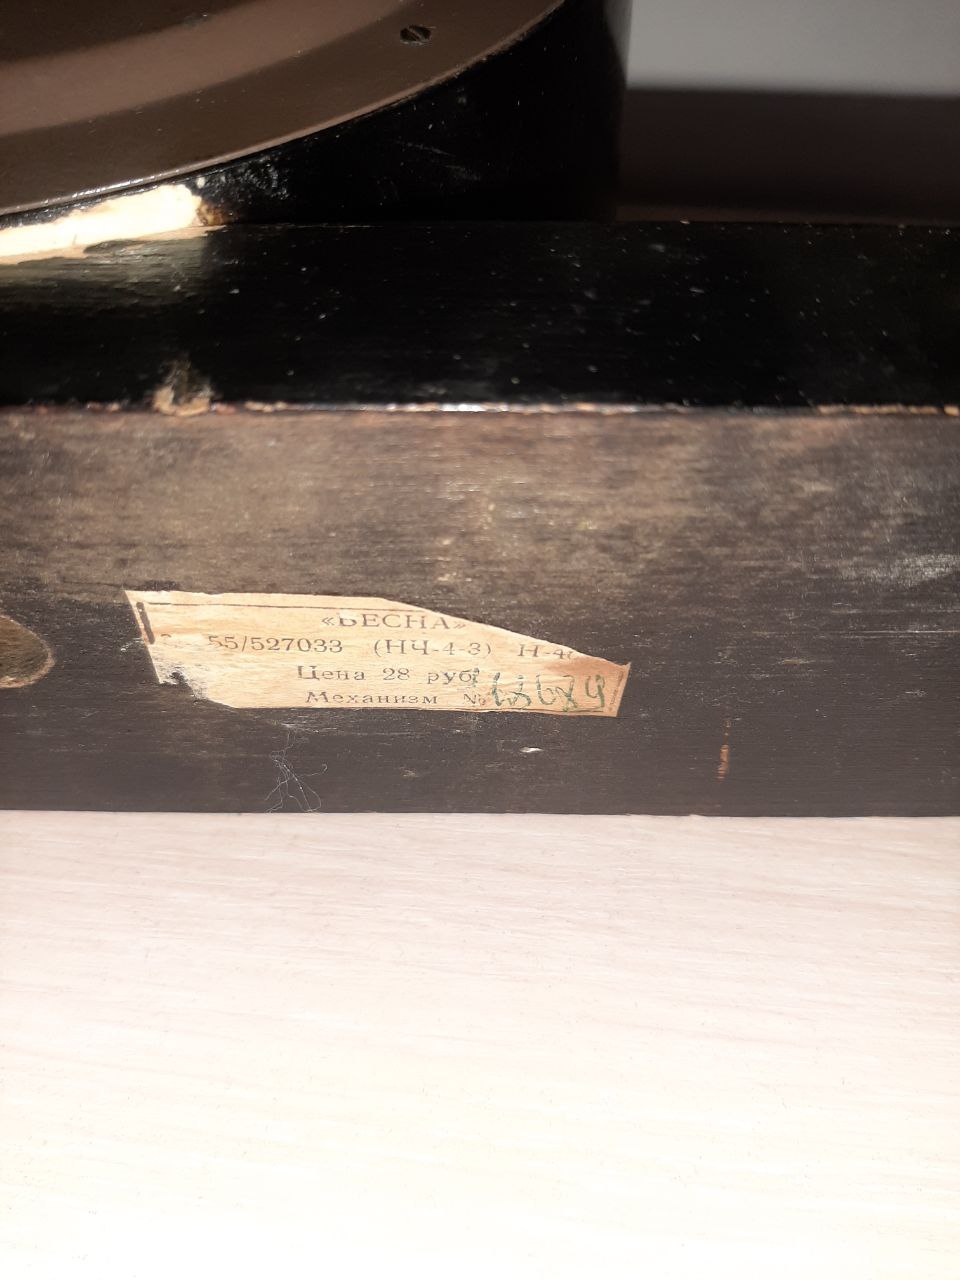 «ВЕСНА»
55/527033 (НЧ-4-3)
Цена 28 руб
Механизм №